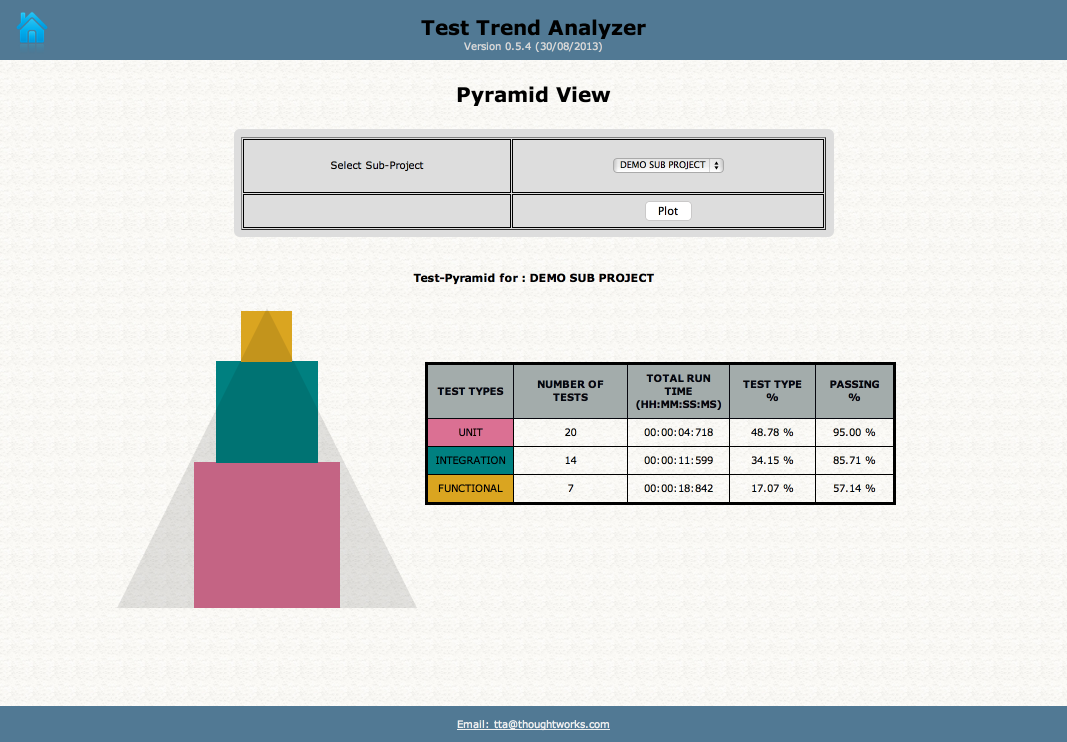 Test Trend Analyzer
Version 0.5.4 (30/08/2013)
Pyramid View
Select Sub-Project
DEMO SUB PROJECT
Plot
Test-Pyramid for : DEMO SUB PROJECT
TEST TYPES NUMBER OF TESTS TOTAL RUN TIME (HH:MM:SS:MS) TEST TYPE % PASSING %
UNIT 20 00:00:04:718 48.78 % 95.00 %
INTEGRATION 14 00:00:11:599 34.15 % 85.71 %
FUNCTIONAL 7 00:00:18:842 17.07 % 57.14 %
Email: tta@thoughtworks.com